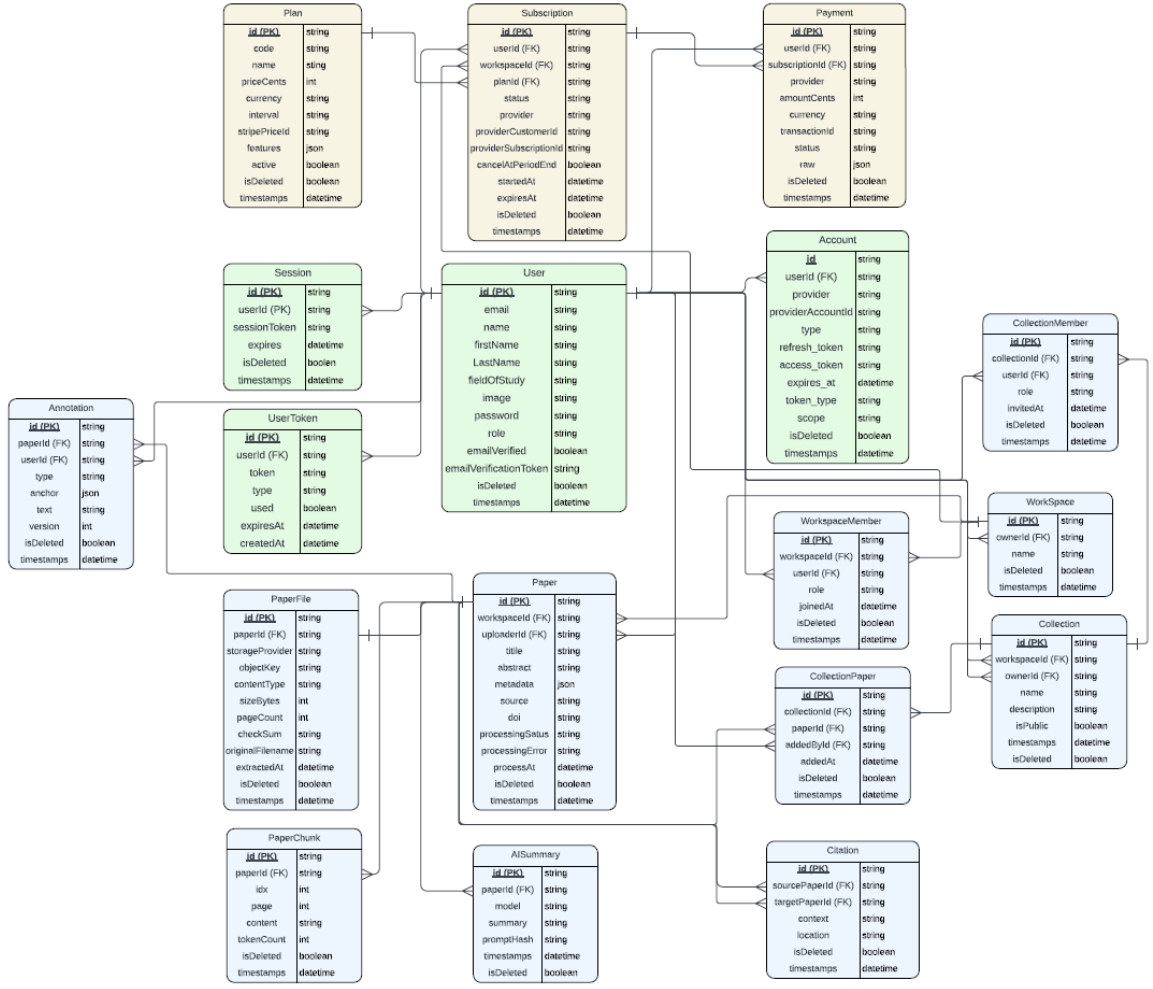 Plan
id (PK) string
code string
name sting
priceCents int
currency string
interval string
stripePriceId string
features json
active boolean
isDeleted boolean
timestamps datetime
Subscription
id (PK) string
userId (FK) string
workspaceId (FK) string
planId (FK) string
status string
provider string
providerCustomerId string
providerSubscriptionId string
cancelAtPeriodEnd boolean
startedAt datetime
expiresAt datetime
isDeleted boolean
timestamps datetime
Payment
id (PK) string
userId (FK) string
subscriptionId (FK) string
provider string
amountCents int
currency string
transactionId string
status string
raw json
isDeleted boolean
timestamps datetime
Session
id (PK) string
userId (PK) string
sessionToken string
expires datetime
isDeleted boolen
timestamps datetime
User
id (PK) string
email string
name string
firstName string
LastName string
fieldOfStudy string
image string
password string
role string
emailVerified boolean
emailVerificationToken string
isDeleted boolean
timestamps datetime
Account
id string
userId (FK) string
provider string
providerAccountId string
type string
refresh_token string
access_token string
expires_at datetime
token_type string
scope string
isDeleted boolean
timestamps datetime
CollectionMember
id (PK) string
collectionId (FK) string
userId (FK) string
role string
invitedAt datetime
isDeleted boolean
timestamps datetime
Annotation
id (PK) string
paperId (FK) string
userId (FK) string
type string
anchor json
text string
version int
isDeleted boolean
timestamps datetime
UserToken
id (PK) string
userId (FK) string
token string
type string
used boolean
expiresAt datetime
createdAt datetime
WorkspaceMember
id (PK) string
workspaceId (FK) string
userId (FK) string
role string
joinedAt datetime
isDeleted boolean
timestamps datetime
WorkSpace
id (PK) string
ownerId (FK) string
name string
isDeleted boolean
timestamps datetime
PaperFile
id (PK) string
paperId (FK) string
storageProvider string
objectKey string
contentType string
sizeBytes int
pageCount int
checkSum string
originalFilename string
extractedAt datetime
isDeleted boolean
timestamps datetime
Paper
id (PK) string
workspaceId (FK) string
uploaderId (FK) string
titile string
abstract string
metadata json
source string
doi string
processingSatus string
processingError string
processAt datetime
isDeleted boolean
timestamps datetime
CollectionPaper
id (PK) string
collectionId (FK) string
paperId (FK) string
addedById (FK) string
addedAt datetime
isDeleted boolean
timestamps datetime
Collection
id (PK) string
workspaceId (FK) string
ownerId (FK) string
name string
description string
isPublic boolean
timestamps datetime
isDeleted boolean
PaperChunk
id (PK) string
paperId (FK) string
idx int
page int
content string
tokenCount int
isDeleted boolean
timestamps datetime
AISummary
id (PK) string
paperId (FK) string
model string
summary string
promptHash string
timestamps datetime
isDeleted boolean
Citation
id (PK) string
sourcePaperId (FK) string
targetPaperId (FK) string
context string
location string
isDeleted boolean
timestamps datetime